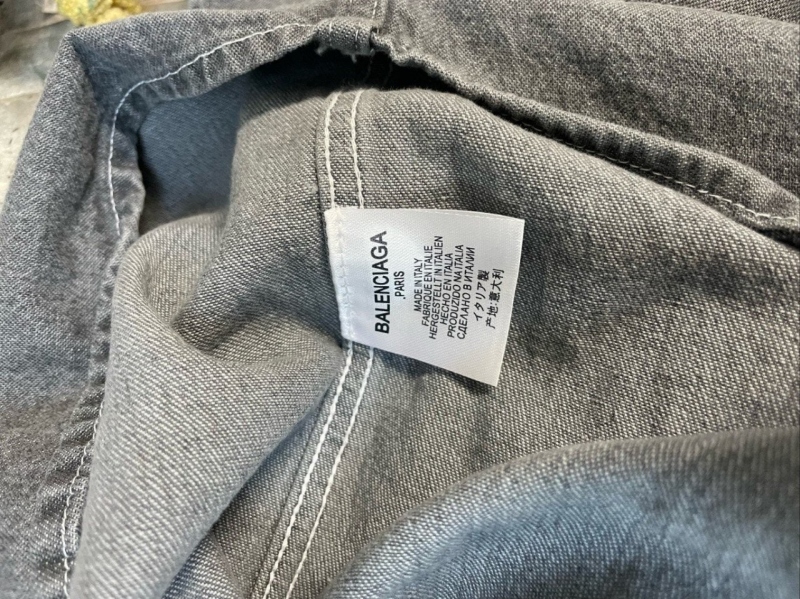 BALENCIAGA
.PARIS
MADE IN ITALY
FABRIQUE EN ITALIE
HERGESTELLT IN ITALIEN
HECHO EN ITALIA
PRODUZIDO NA ITALIA
СДЕЛАНО В ИТАЛИИ
イタリア製
产地:意大利